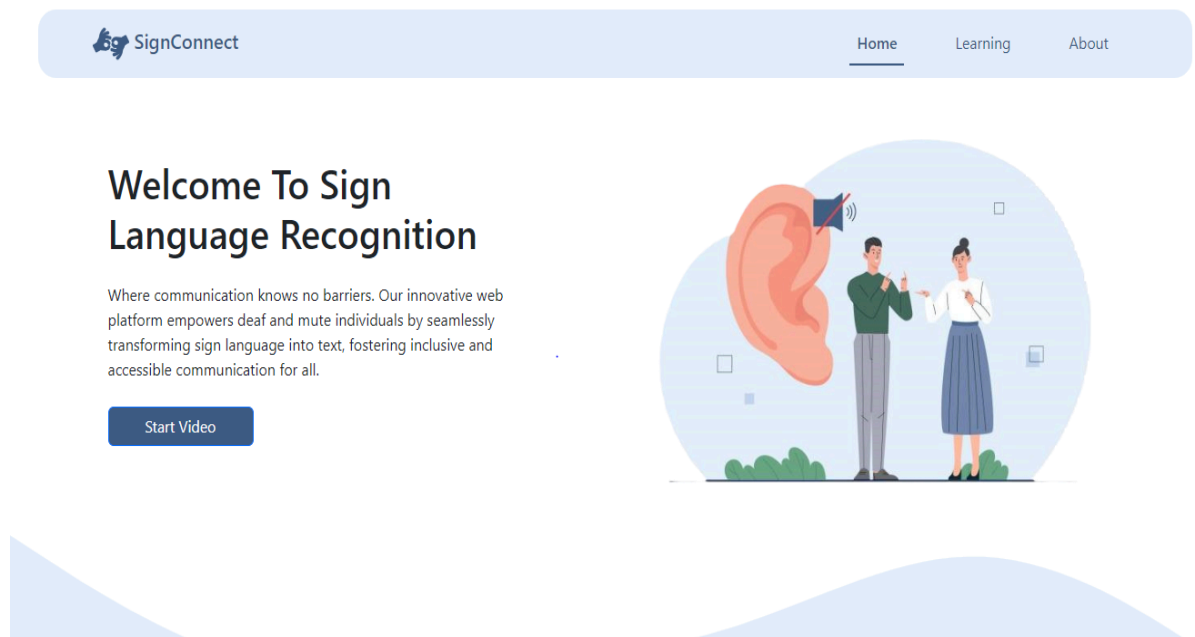 SignConnect
Home
Learning
About
Welcome To Sign
Language Recognition
Where communication knows no barriers. Our innovative web
platform empowers deaf and mute individuals by seamlessly
transforming sign language into text, fostering inclusive and
accessible communication for all.
Start Video